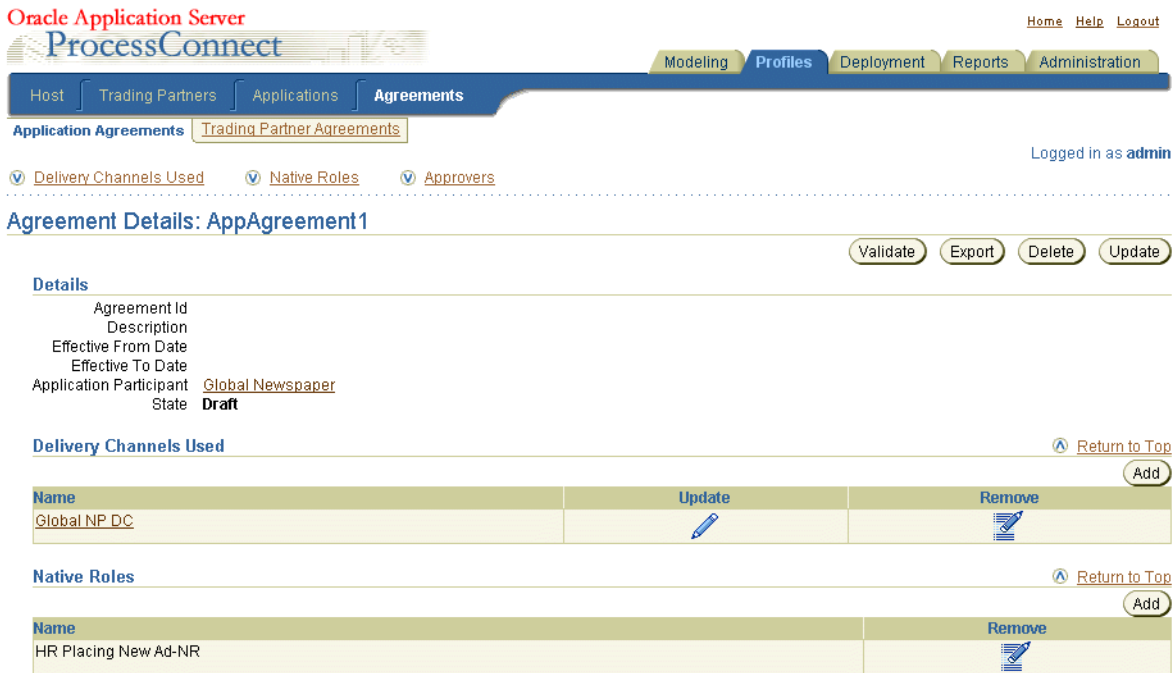 Oracle Application Server
ProcessConnect
Home Help Logout
Modeling Profiles Deployment Reports Administration
Host Trading Partners Applications Agreements
Application Agreements Trading Partner Agreements
Logged in as admin
Delivery Channels Used Native Roles Approvers
Agreement Details: AppAgreement1
Validate Export Delete Update
Details
Agreement Id
Description
Effective From Date
Effective To Date
Application Participant Global Newspaper
State Draft
Delivery Channels Used Return to Top
Add
Name Update Remove
Global NP DC
Native Roles Return to Top
Add
Name Remove
HR Placing New Ad-NR